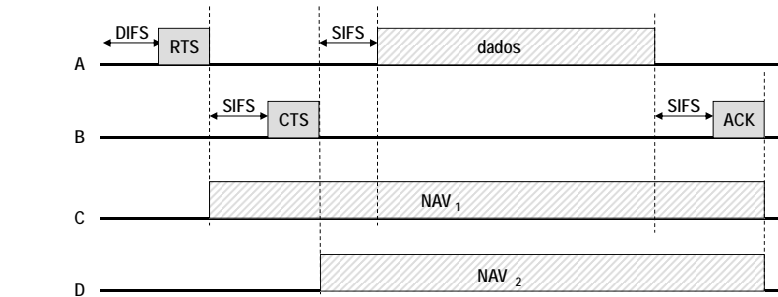 DIFS RTS SIFS dados
A
SIFS CTS SIFS ACK
B
NAV 1
C
NAV 2
D